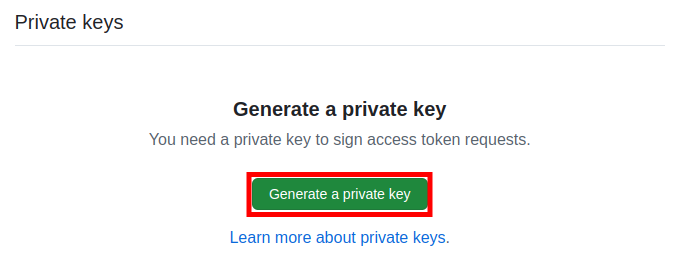 Private keys
Generate a private key
You need a private key to sign access token requests.
Generate a private key
Learn more about private keys.